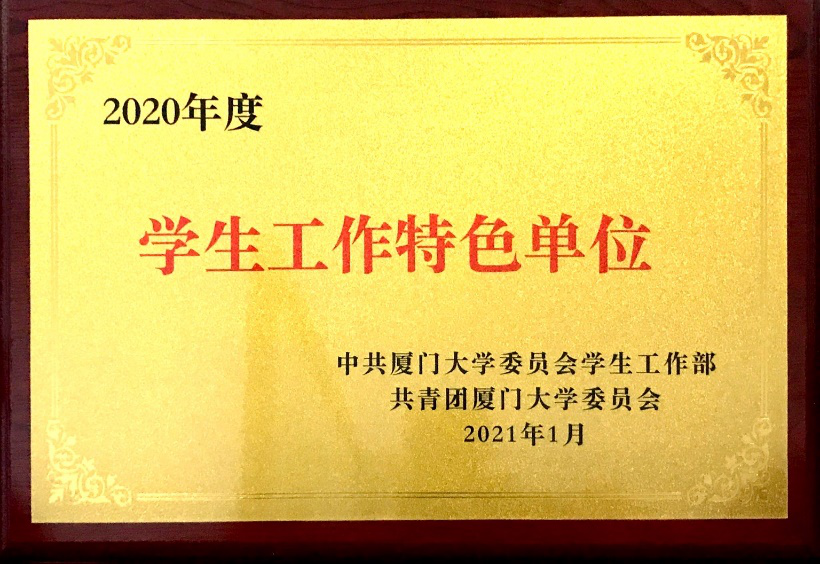 2020年度
学生工作特色单位
中共厦门大学委员会学生工作部
共青团厦门大学委员会
2021年1月